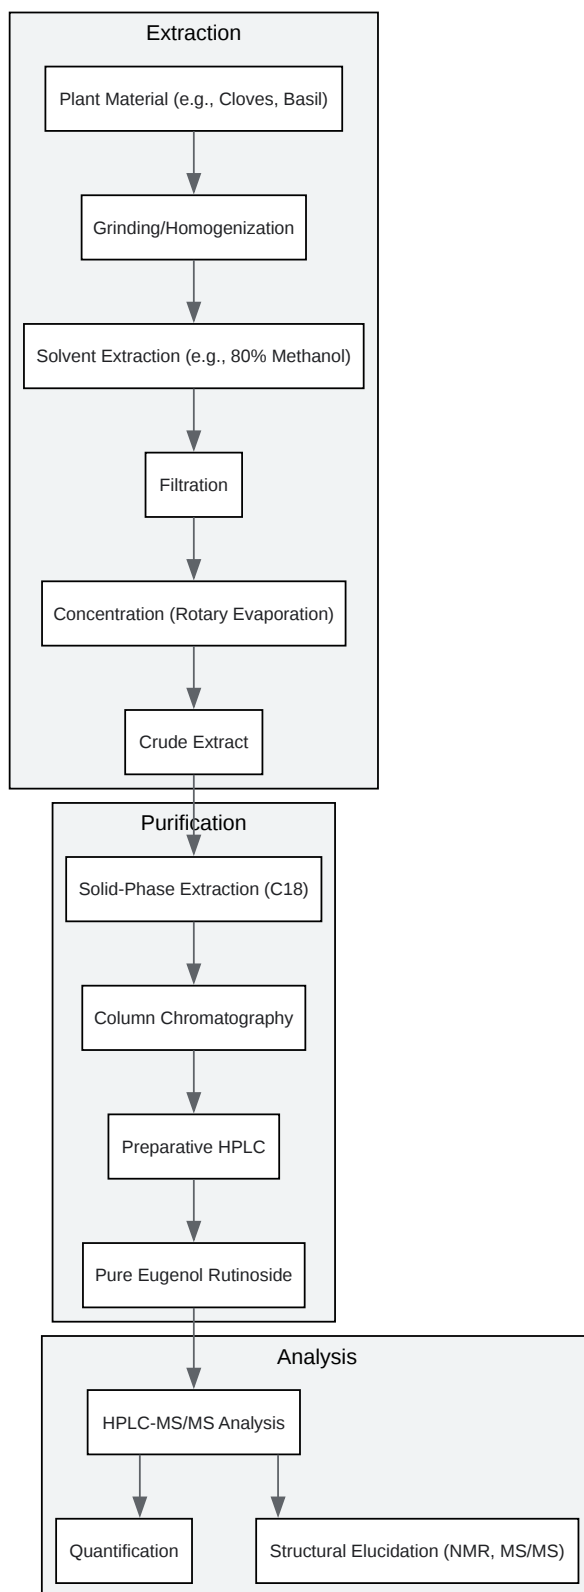 Extraction
Plant Material (e.g., Cloves, Basil)
Grinding/Homogenization
Solvent Extraction (e.g., 80% Methanol)
Filtration
Concentration (Rotary Evaporation)
Crude Extract
Purification
Solid-Phase Extraction (C18)
Column Chromatography
Preparative HPLC
Pure Eugenol Rutinoside
Analysis
HPLC-MS/MS Analysis
Quantification
Structural Elucidation (NMR, MS/MS)